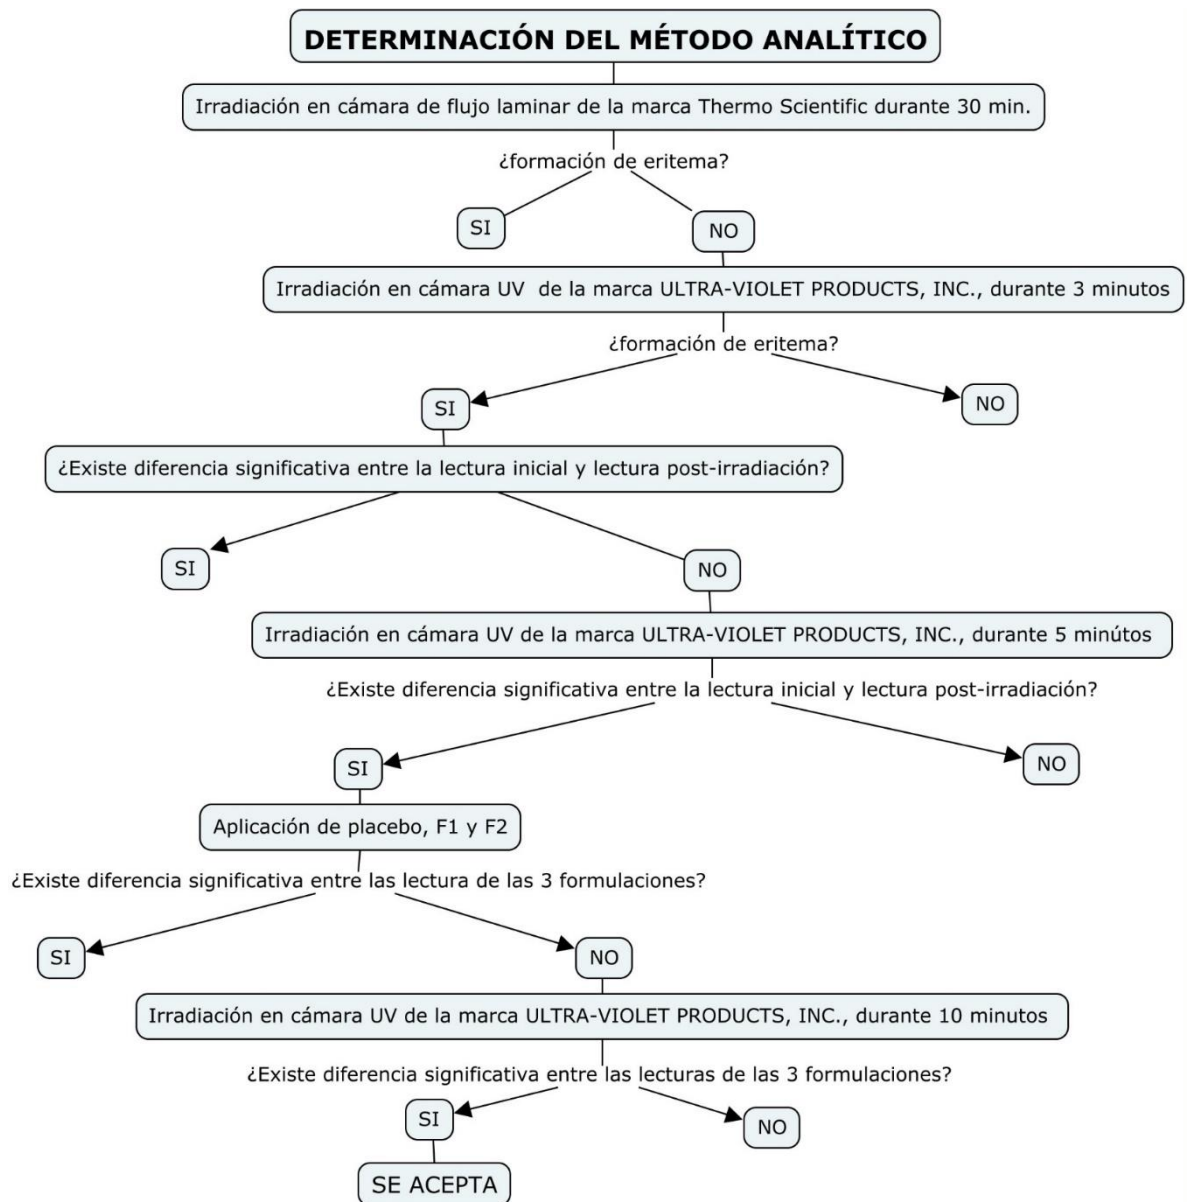 DETERMINACIÓN DEL MÉTODO ANALÍTICO
Irradiación en cámara de flujo laminar de la marca Thermo Scientific durante 30 min.
¿formación de eritema?
SI
NO
Irradiación en cámara UV de la marca ULTRA-VIOLET PRODUCTS, INC., durante 3 minutos
¿formación de eritema?
SI
NO
¿Existe diferencia significativa entre la lectura inicial y lectura post-irradiación?
SI
NO
Irradiación en cámara UV de la marca ULTRA-VIOLET PRODUCTS, INC., durante 5 minútos
¿Existe diferencia significativa entre la lectura inicial y lectura post-irradiación?
SI
NO
Aplicación de placebo, F1 y F2
¿Existe diferencia significativa entre las lectura de las 3 formulaciones?
SI
NO
Irradiación en cámara UV de la marca ULTRA-VIOLET PRODUCTS, INC., durante 10 minutos
¿Existe diferencia significativa entre las lecturas de las 3 formulaciones?
SI
NO
SE ACEPTA